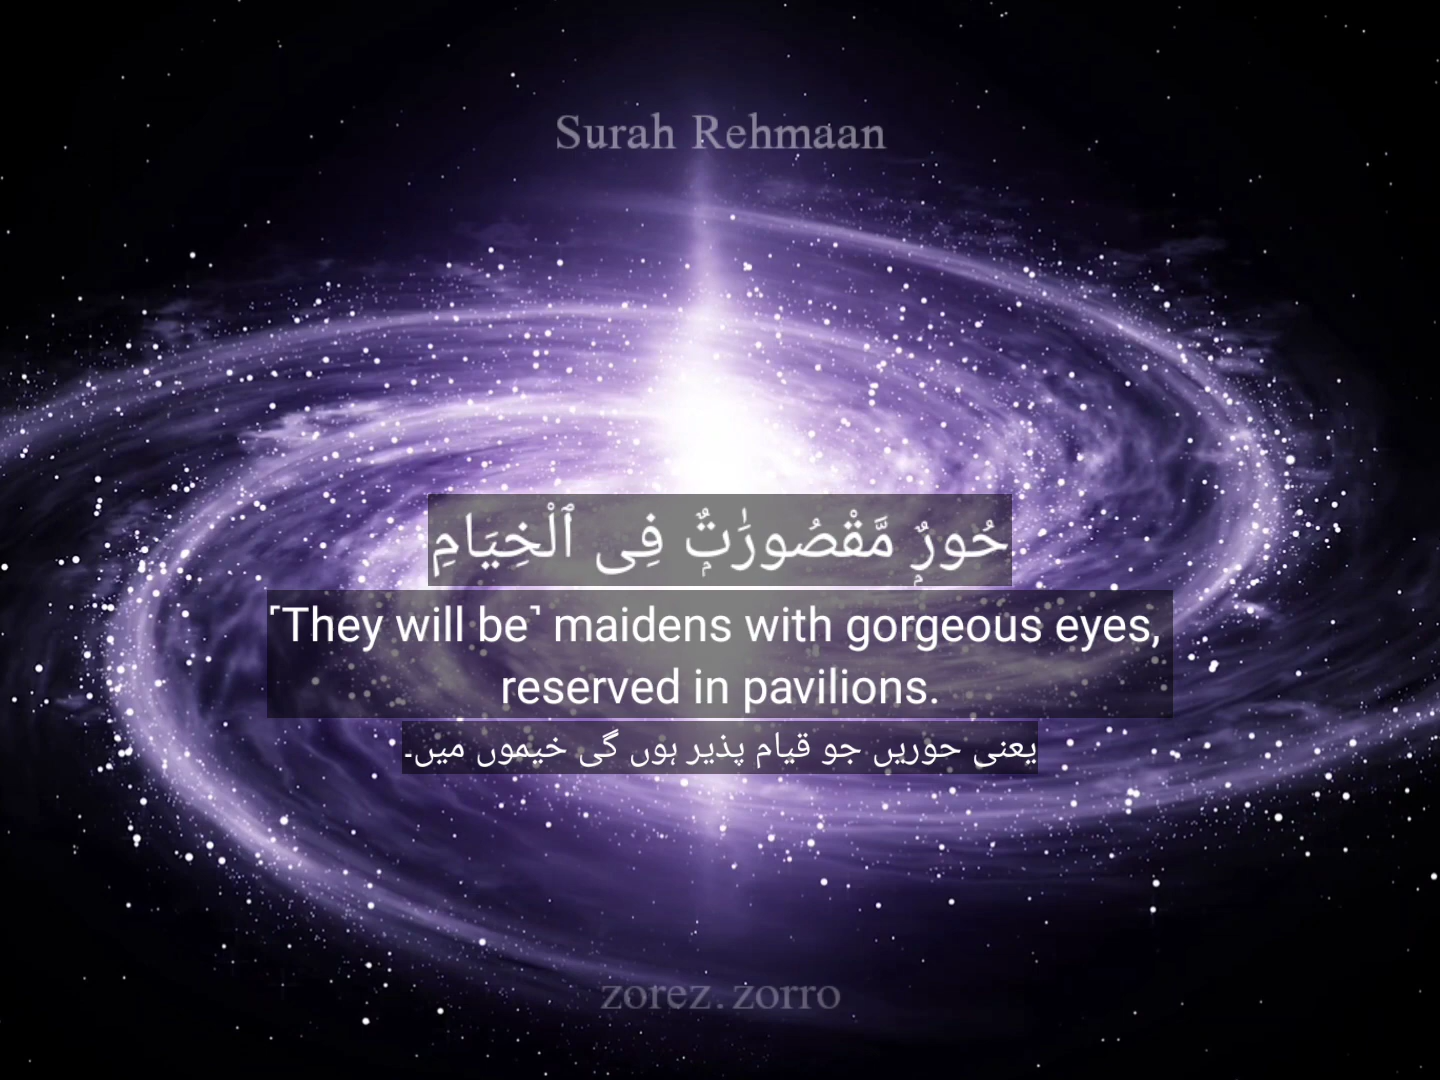 Surah Rehmaan
حُورٌۭ مَّقْصُورَٰتٌۭ فِى ٱلْخِيَامِ
˹They will be˺ maidens with gorgeous eyes,
reserved in pavilions.
یعنی حوریں جو قیام پذیر ہوں گی خیموں میں۔
zorez.zorro